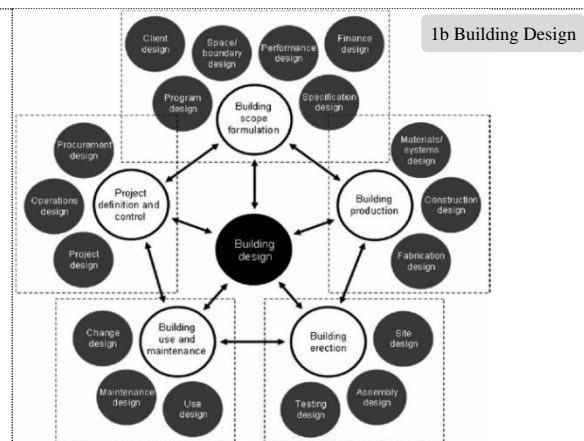 1b Building Design
Client
design
Space/
boundary
design
Performance
design
Finance
design
Program
design
Building
scope
formulation
Specification
design
Procurement
design
Operations
design
Project
design
Project
definition and
control
Building
design
Building
production
Materials/
systems
design
Construction
design
Fabrication
design
Change
design
Maintenance
design
Use
design
Building
use and
maintenance
Building
erection
Site
design
Assembly
design
Testing
design